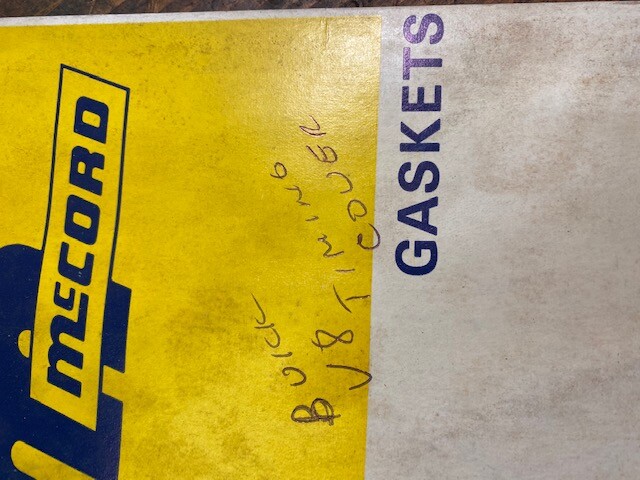 McCORD
BUICK
V8 TIMING
COVER
GASKETS